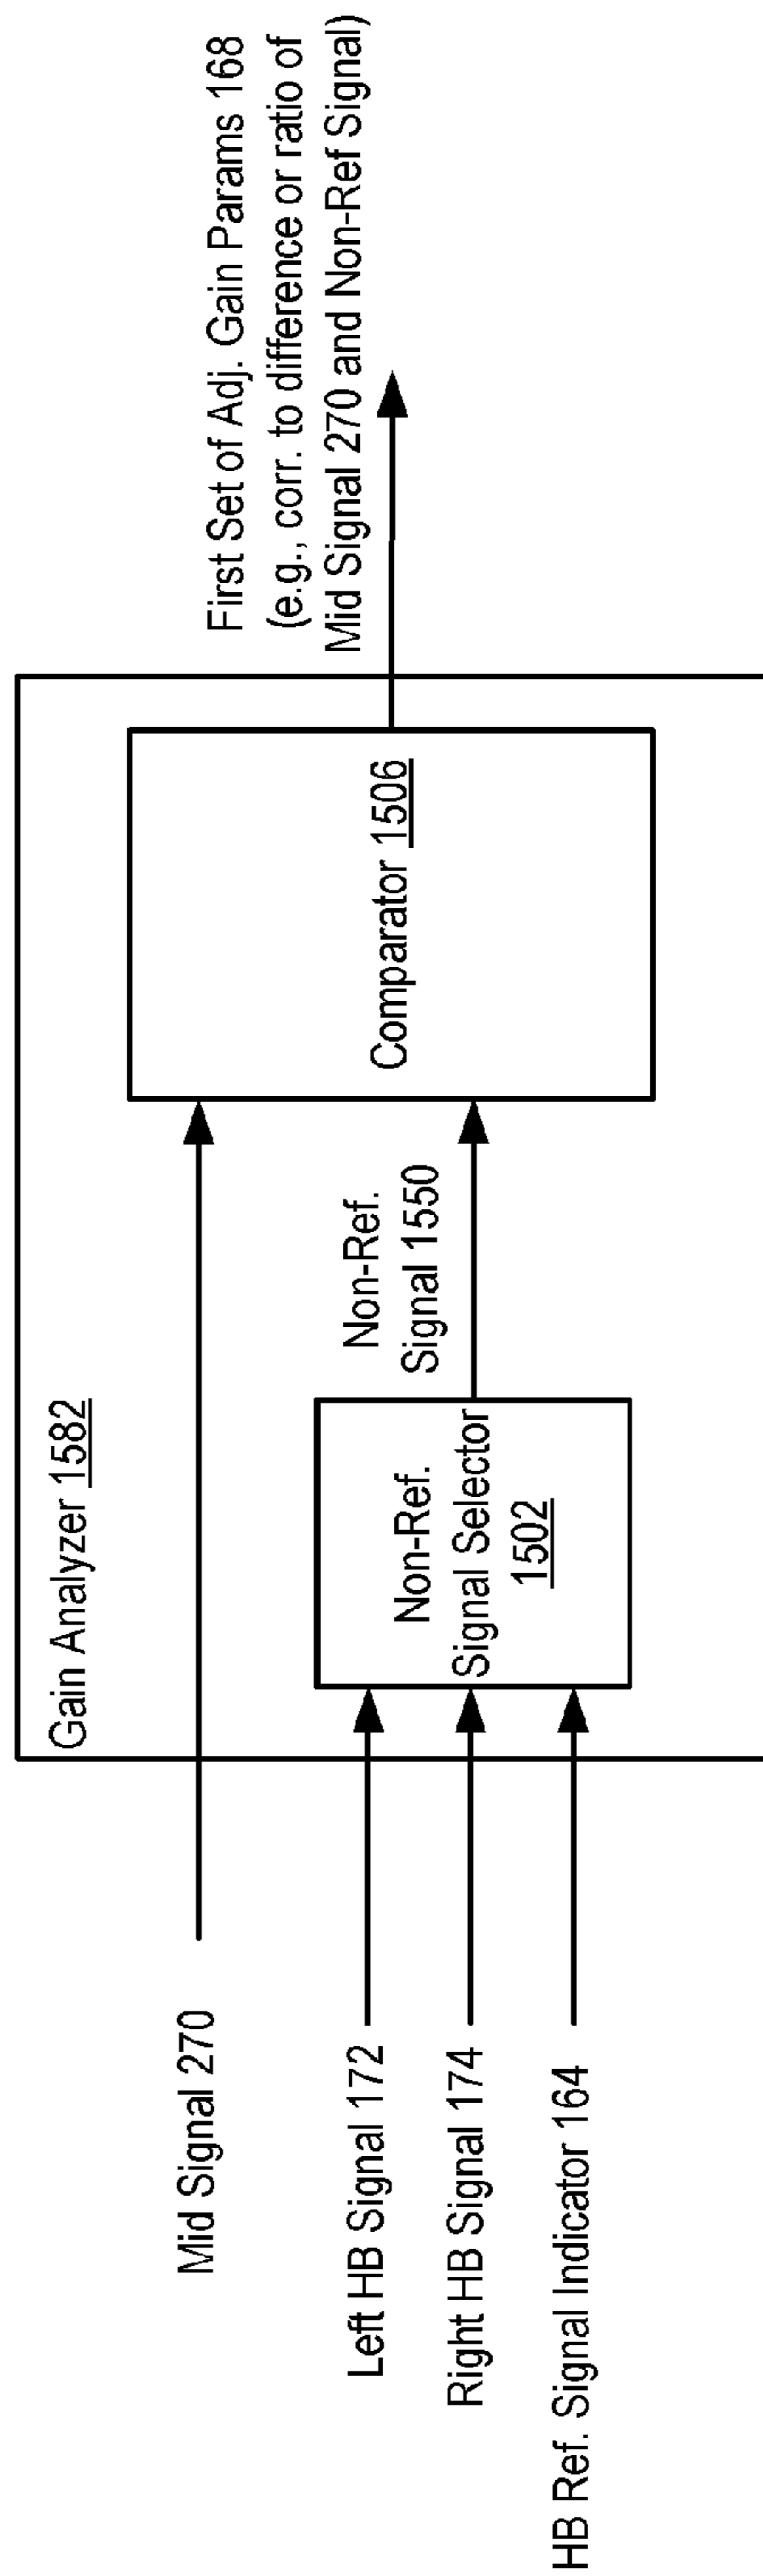 First Set of Adj. Gain Params 168
(e.g., corr. to difference or ratio of
Mid Signal 270 and Non-Ref Signal)
Gain Analyzer 1582
Comparator 1506
Non-Ref.
Signal 1550
Non-Ref.
Signal Selector
1502
Mid Signal 270
Left HB Signal 172
Right HB Signal 174
HB Ref. Signal Indicator 164